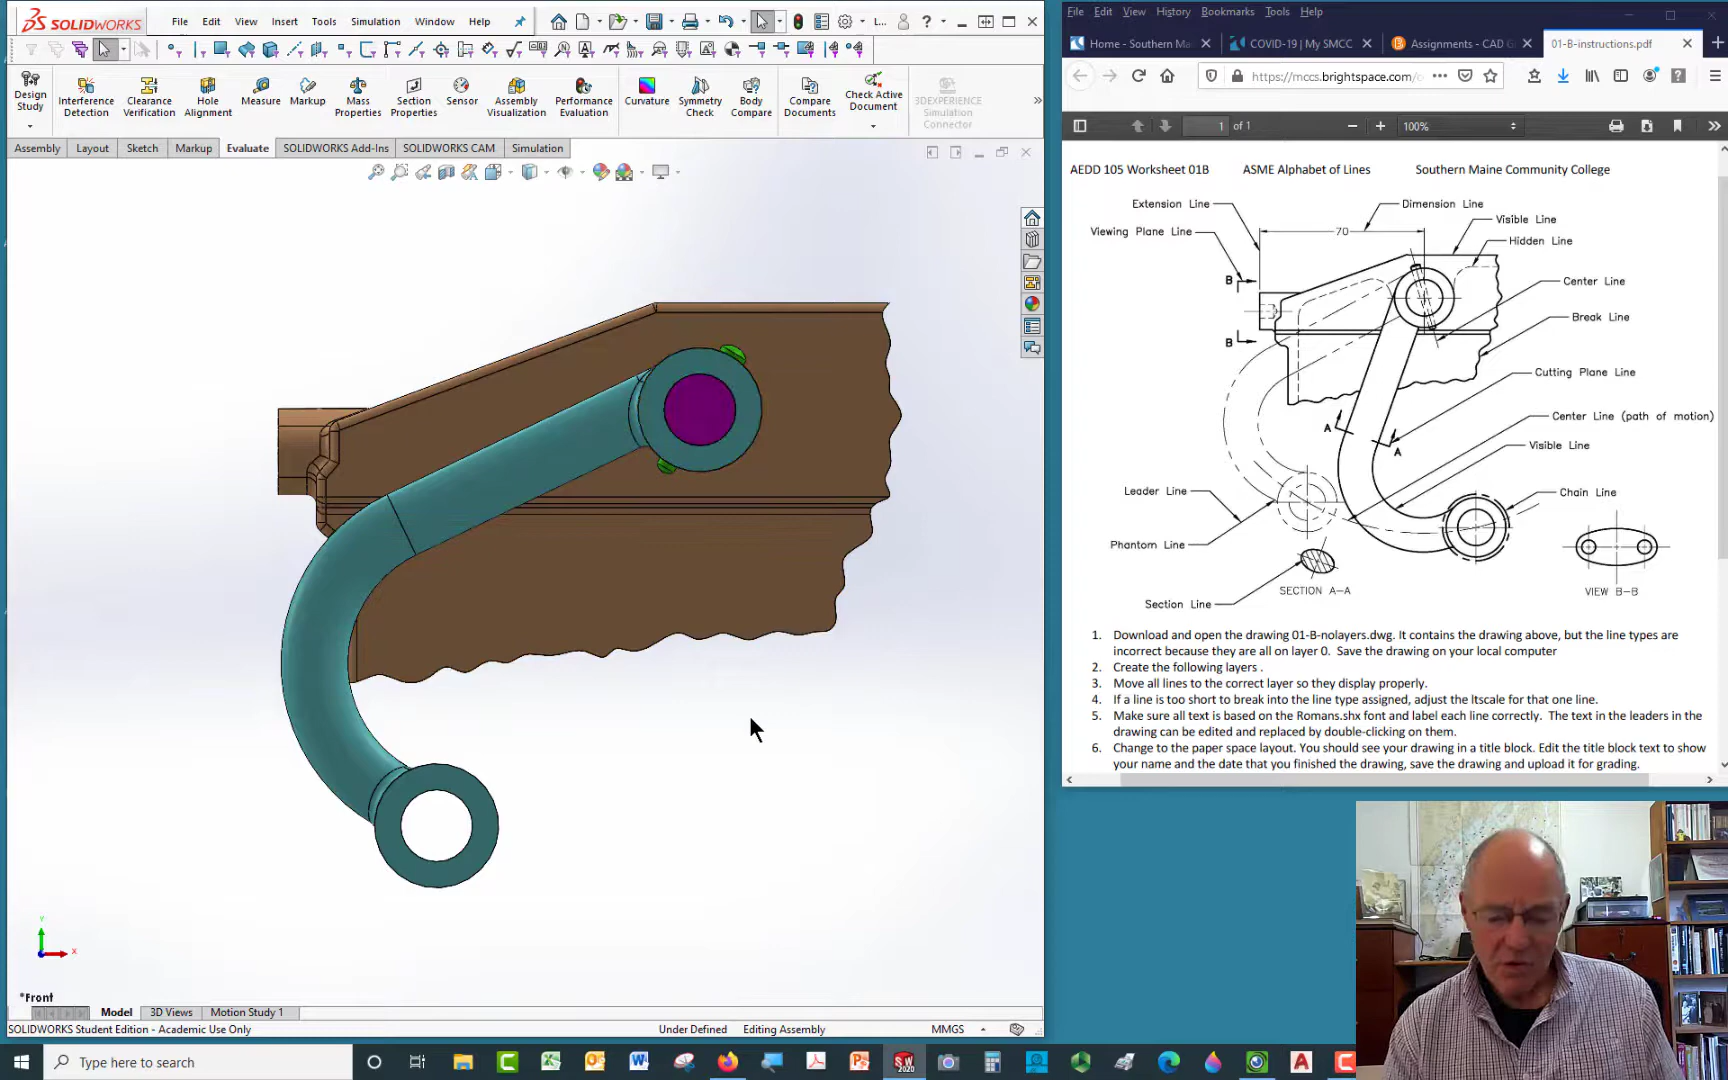 SOLIDWORKS
File Edit View Insert Tools Simulation Window Help
L...
?
Design Study
Interference Detection
Clearance Verification
Hole Alignment
Measure
Markup
Mass Properties
Section Properties
Sensor
Assembly Visualization
Performance Evaluation
Curvature
Symmetry Check
Body Compare
Compare Documents
Check Active Document
3DEXPERIENCE Simulation Connector
Assembly Layout Sketch Markup Evaluate SOLIDWORKS Add-Ins SOLIDWORKS CAM Simulation
Y
X
*Front
Model 3D Views Motion Study 1
SOLIDWORKS Student Edition - Academic Use Only
Under Defined Editing Assembly MMGS
Type here to search
File Edit View History Bookmarks Tools Help
Home - Southern Ma
COVID-19 | My SMCC
Assignments - CAD G
01-B-instructions.pdf
https://mccs.brightspace.com/
1 of 1
100%
AEDD 105 Worksheet 01B ASME Alphabet of Lines Southern Maine Community College
Extension Line
Dimension Line
Visible Line
Viewing Plane Line
70
Hidden Line
B
Center Line
Break Line
B
Cutting Plane Line
Center Line (path of motion)
A
Visible Line
A
Leader Line
Chain Line
Phantom Line
SECTION A-A
VIEW B-B
Section Line
1. Download and open the drawing 01-B-nolayers.dwg. It contains the drawing above, but the line types are
incorrect because they are all on layer 0. Save the drawing on your local computer
2. Create the following layers .
3. Move all lines to the correct layer so they display properly.
4. If a line is too short to break into the line type assigned, adjust the ltscale for that one line.
5. Make sure all text is based on the Romans.shx font and label each line correctly. The text in the leaders in the
drawing can be edited and replaced by double-clicking on them.
6. Change to the paper space layout. You should see your drawing in a title block. Edit the title block text to show
your name and the date that you finished the drawing, save the drawing and upload it for grading.